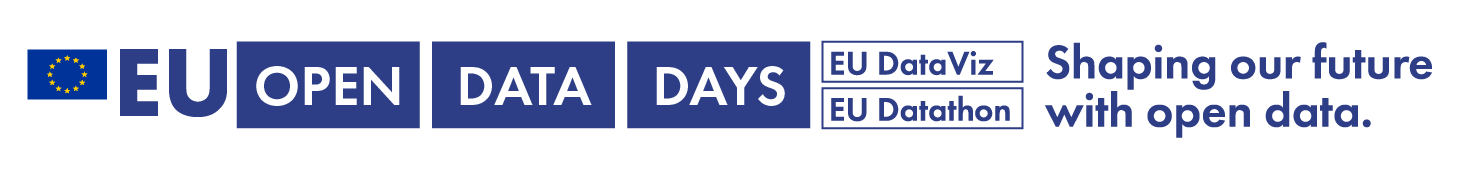 EU OPEN DATA DAYS
EU DataViz
EU Datathon
Shaping our future
with open data.